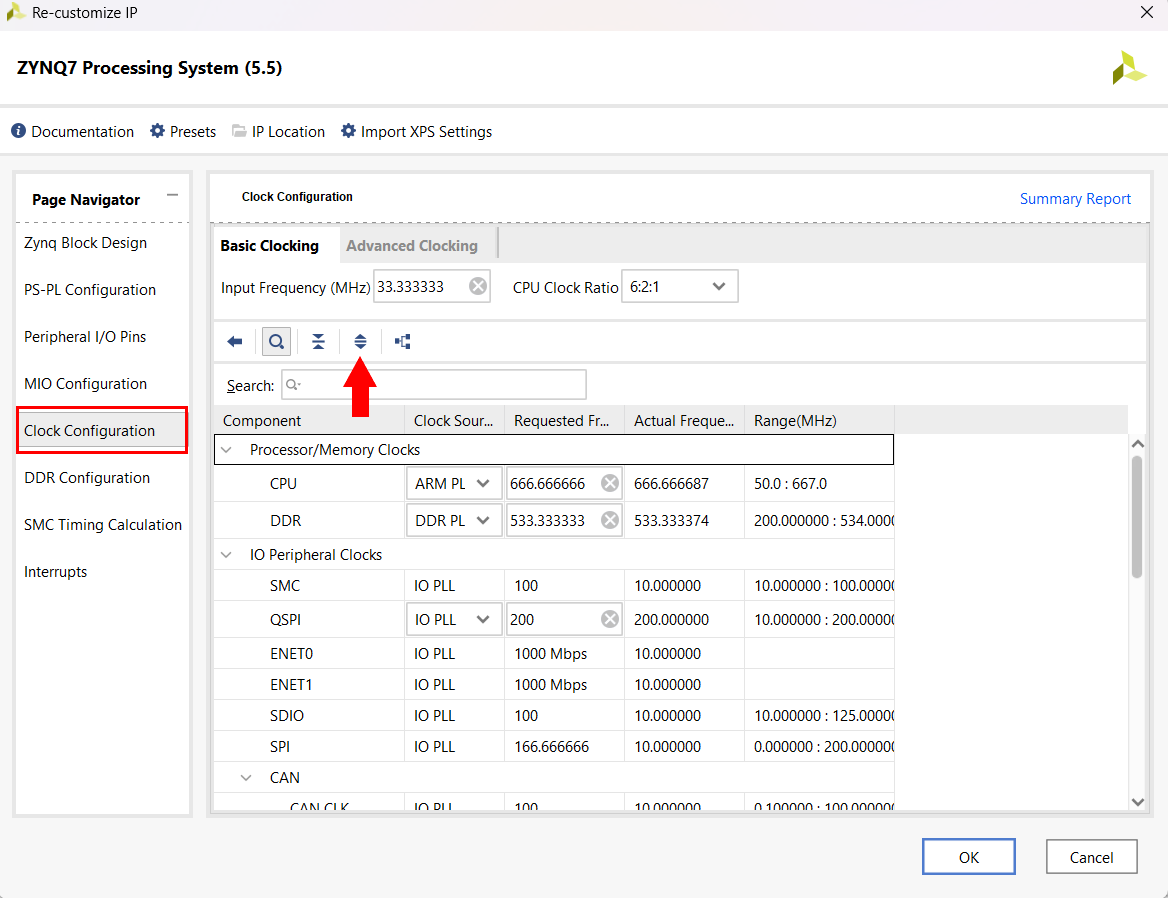 Re-customize IP
ZYNQ7 Processing System (5.5)
Documentation Presets IP Location Import XPS Settings
Page Navigator
Zynq Block Design
PS-PL Configuration
Peripheral I/O Pins
MIO Configuration
Clock Configuration
DDR Configuration
SMC Timing Calculation
Interrupts
Clock Configuration Summary Report
Basic Clocking Advanced Clocking
Input Frequency (MHz) 33.333333 CPU Clock Ratio 6:2:1
Search:
Component Clock Sour... Requested Fr... Actual Freque... Range(MHz)
Processor/Memory Clocks
CPU ARM PL 666.666666 666.666687 50.0 : 667.0
DDR DDR PL 533.333333 533.333374 200.000000 : 534.0000
IO Peripheral Clocks
SMC IO PLL 100 10.000000 10.000000 : 100.00000
QSPI IO PLL 200 200.000000 10.000000 : 200.00000
ENET0 IO PLL 1000 Mbps 10.000000
ENET1 IO PLL 1000 Mbps 10.000000
SDIO IO PLL 100 10.000000 10.000000 : 125.00000
SPI IO PLL 166.666666 10.000000 0.000000 : 200.000000
CAN
CAN CLK IO PLL 100 10.000000 0.100000 : 100.000000
OK Cancel